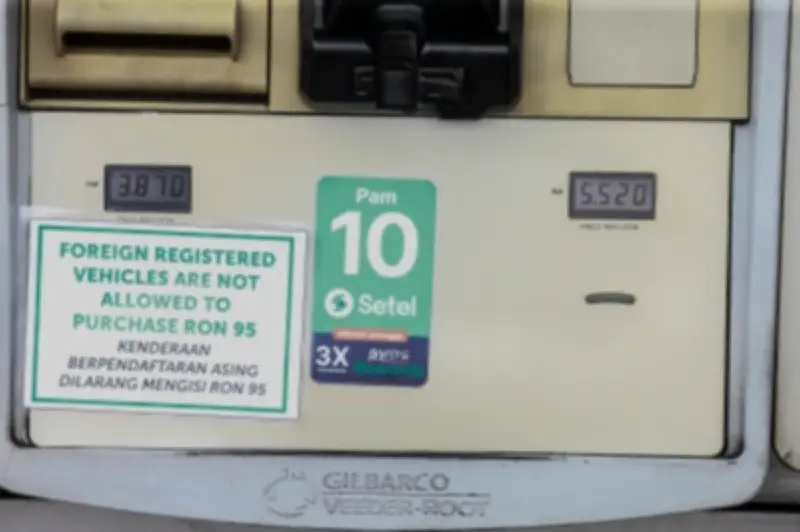 3.870
5.520
FOREIGN REGISTERED
VEHICLES ARE NOT
ALLOWED TO
PURCHASE RON 95
KENDERAAN
BERPENDAFTARAN ASING
DILARANG MENGISI RON 95
Pam
10
Setel
3X
GILBARCO
VEEDER-ROOT